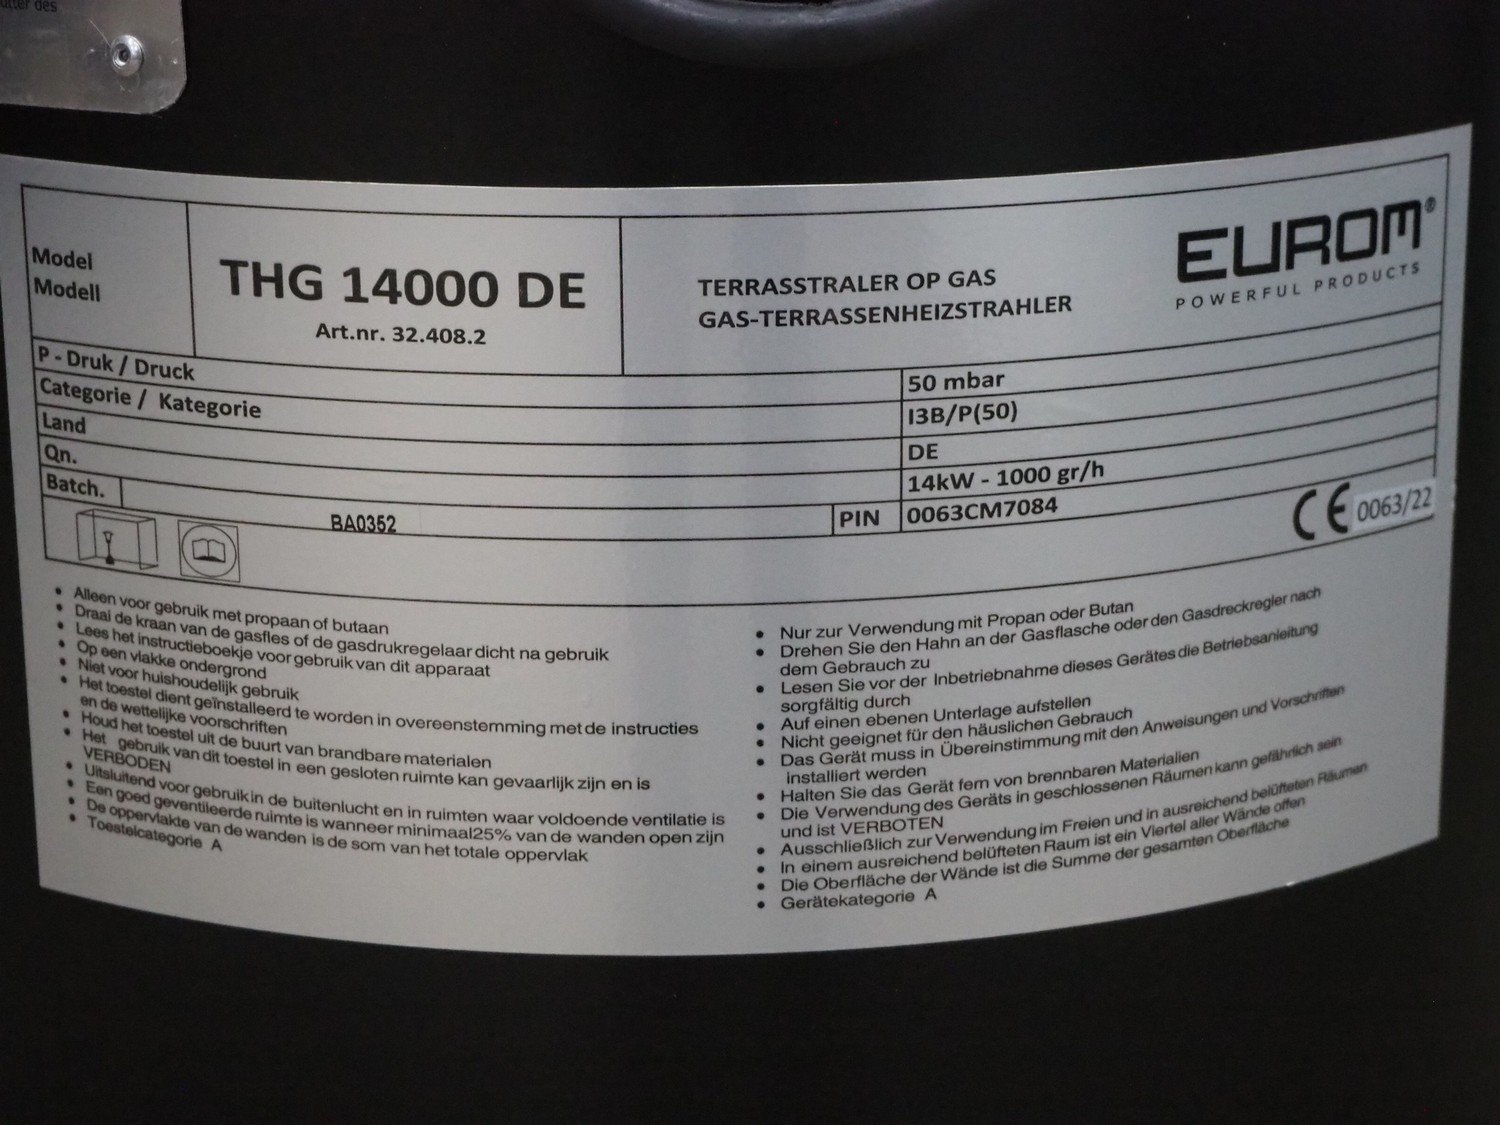 des
Model
Modell
THG 14000 DE
Art.nr. 32.408.2
TERRASSTRALER OP GAS
GAS-TERRASSENHEIZSTRAHLER
EUROM®
POWERFUL PRODUCTS
P - Druk / Druck 50 mbar
Categorie / Kategorie I3B/P(50)
Land DE
Qn. 14kW - 1000 gr/h
Batch. BA0352 PIN 0063CM7084
CE 0063/22
• Alleen voor gebruik met propaan of butaan
• Draai de kraan van de gasfles of de gasdrukregelaar dicht na gebruik
• Lees het instructieboekje voor gebruik van dit apparaat
• Op een vlakke ondergrond
• Niet voor huishoudelijk gebruik
• Het toestel dient geïnstalleerd te worden in overeenstemming met de instructies
en de wettelijke voorschriften
• Houd het toestel uit de buurt van brandbare materialen
• Het gebruik van dit toestel in een gesloten ruimte kan gevaarlijk zijn en is
VERBODEN
• Uitsluitend voor gebruik in de buitenlucht en in ruimten waar voldoende ventilatie is
• Een goed geventileerde ruimte is wanneer minimaal 25% van de wanden open zijn
• De oppervlakte van de wanden is de som van het totale oppervlak
• Toestelcategorie A
• Nur zur Verwendung mit Propan oder Butan
• Drehen Sie den Hahn an der Gasflasche oder den Gasdreckregler nach
dem Gebrauch zu
• Lesen Sie vor der Inbetriebnahme dieses Gerätes die Betriebsanleitung
sorgfältig durch
• Auf einen ebenen Unterlage aufstellen
• Nicht geeignet für den häuslichen Gebrauch
• Das Gerät muss in Übereinstimmung mit den Anweisungen und Vorschriften
installiert werden
• Halten Sie das Gerät fern von brennbaren Materialien
• Die Verwendung des Geräts in geschlossenen Räumen kann gefährlich sein
und ist VERBOTEN
• Ausschließlich zur Verwendung im Freien und in ausreichend belüfteten Räumen
• In einem ausreichend belüfteten Raum ist ein Viertel aller Wände offen
• Die Oberfläche der Wände ist die Summe der gesamten Oberfläche
• Gerätekategorie A